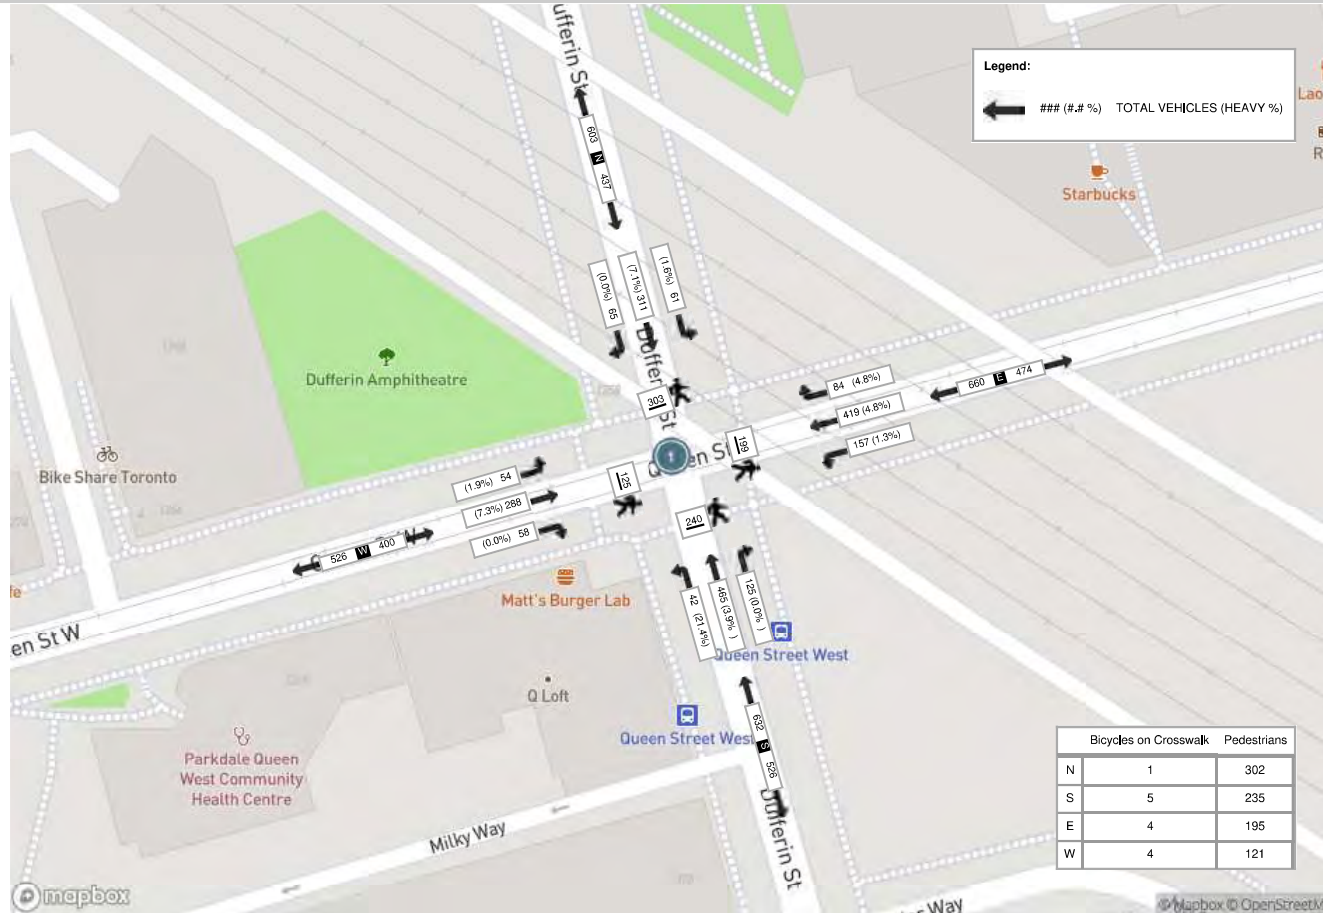 ufferin St
Legend:
### (#.# %) TOTAL VEHICLES (HEAVY %)
Lao
R
Starbucks
603 N 437
(0.0%) 65
(7.1%) 311
(1.6%) 61
Dufferin St
Dufferin Amphitheatre
303
84 (4.8%)
419 (4.8%)
157 (1.3%)
660 E 474
199
Queen St
1
Bike Share Toronto
(1.9%) 54
(7.3%) 288
(0.0%) 58
125
240
526 W 400
W
fe
Matt's Burger Lab
42 (21.4%)
465 (3.9% )
125 (0.0% )
Queen Street West
en St W
Q Loft
Queen Street West
632 S 526
Parkdale Queen
West Community
Health Centre
Dufferin St
Milky Way
Bicycles on Crosswalk Pedestrians
N 1 302
S 5 235
E 4 195
W 4 121
mapbox
Way
© Mapbox © OpenStreetM